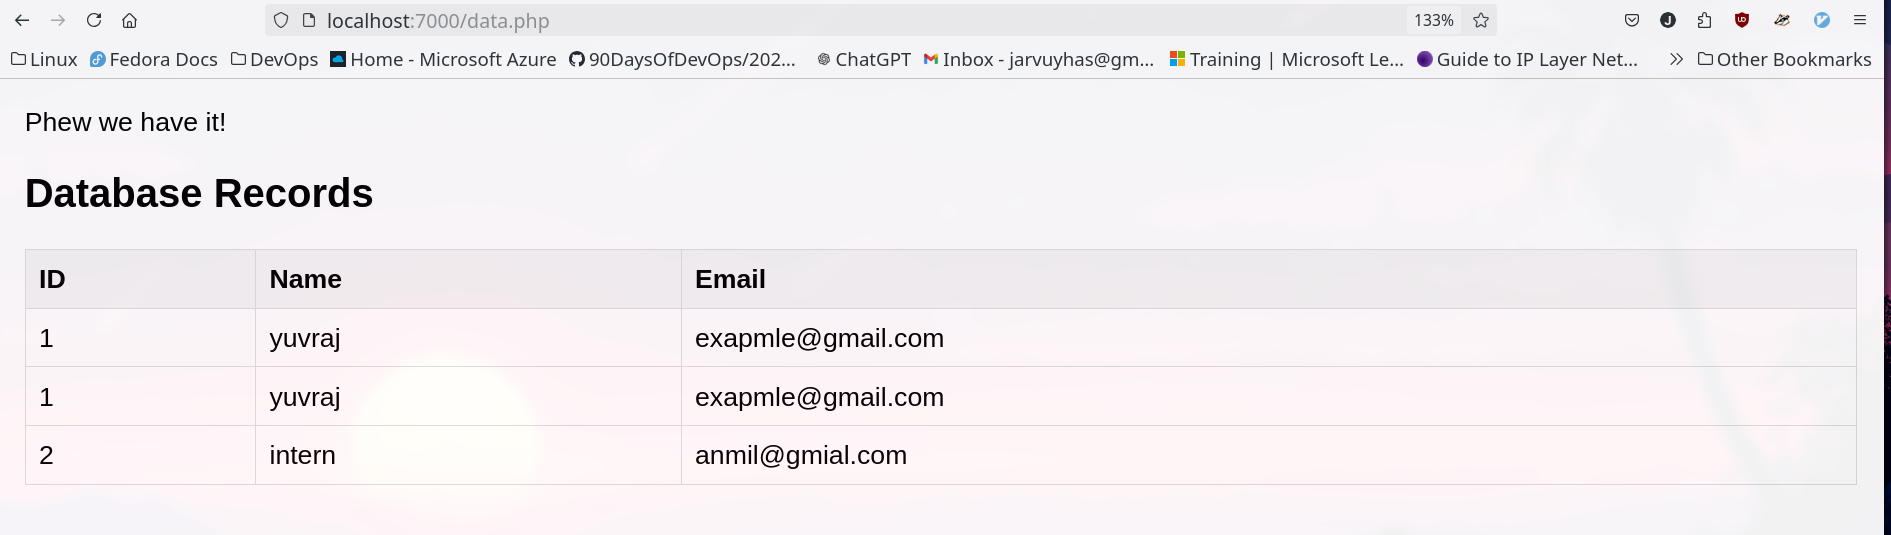 localhost:7000/data.php 133%
Linux Fedora Docs DevOps Home - Microsoft Azure 90DaysOfDevOps/202... ChatGPT Inbox - jarvuyhas@gm... Training | Microsoft Le... Guide to IP Layer Net... Other Bookmarks
Phew we have it!
Database Records
ID Name Email
1 yuvraj exapmle@gmail.com
1 yuvraj exapmle@gmail.com
2 intern anmil@gmial.com